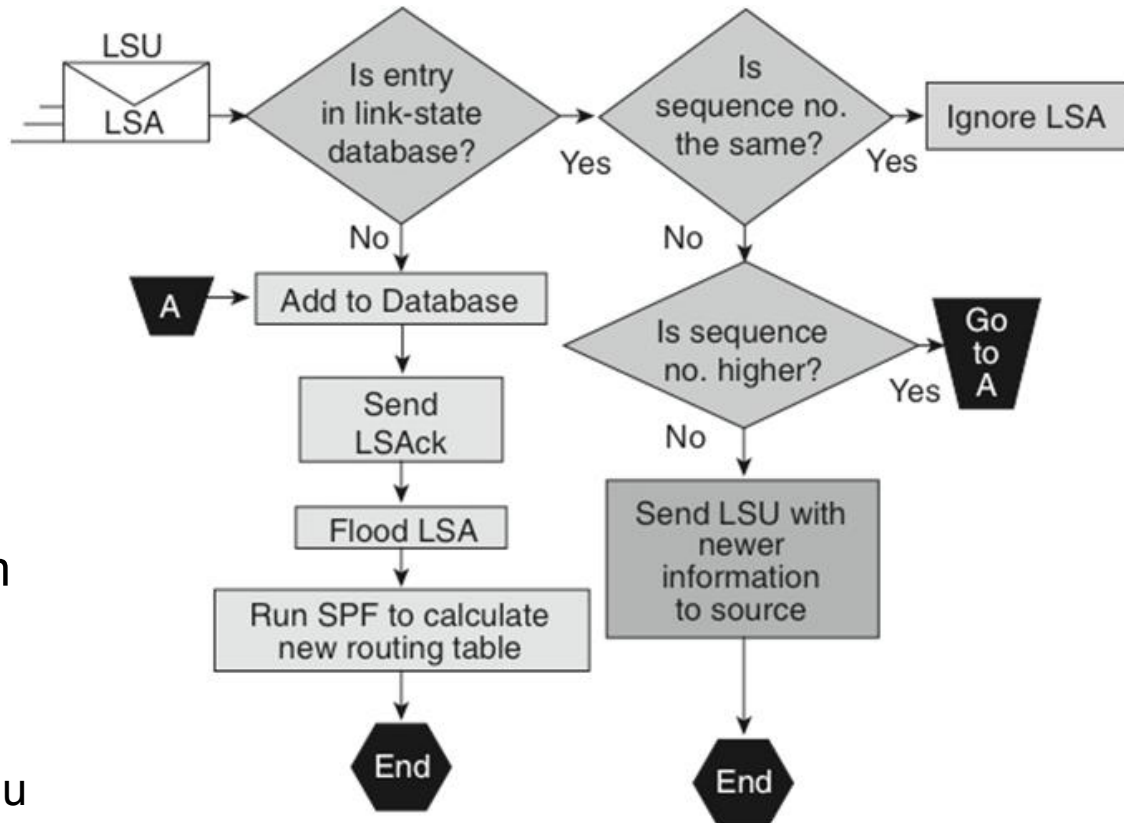 LSU
LSA
Is entry
in link-state
database?
Yes
Is
sequence no.
the same?
Yes
Ignore LSA
No
No
A
Add to Database
Is sequence
no. higher?
Yes
Go
to
A
Send
LSAck
No
Flood LSA
Send LSU with
newer
information
to source
Run SPF to calculate
new routing table
End
End
u